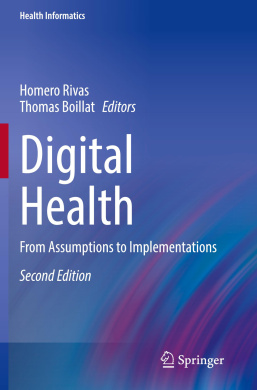 Health Informatics
Homero Rivas
Thomas Boillat Editors
Digital
Health
From Assumptions to Implementations
Second Edition
Springer